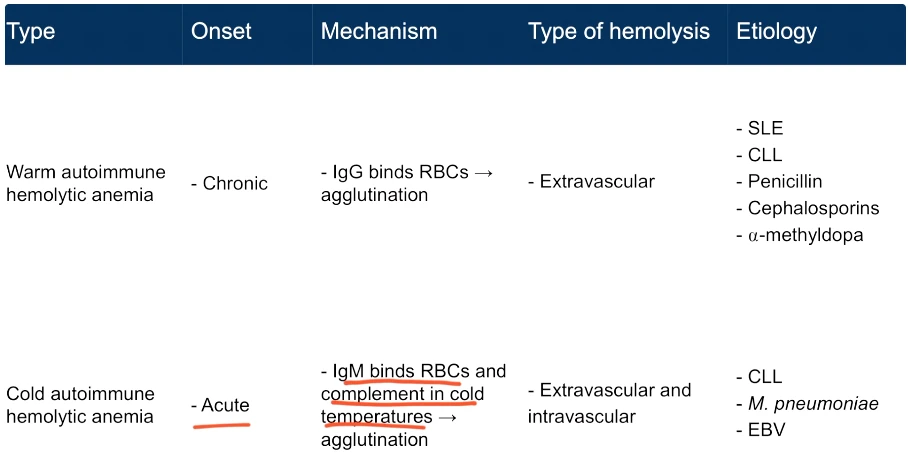 Type Onset Mechanism Type of hemolysis Etiology
Warm autoimmune
hemolytic anemia
- Chronic
- IgG binds RBCs →
agglutination
- Extravascular
- SLE
- CLL
- Penicillin
- Cephalosporins
- α-methyldopa
Cold autoimmune
hemolytic anemia
- Acute
- IgM binds RBCs and
complement in cold
temperatures →
agglutination
- Extravascular and
intravascular
- CLL
- M. pneumoniae
- EBV